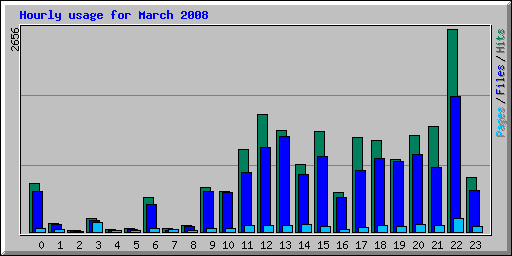 Hourly usage for March 2008
2656
Pages / Files / Hits
0 1 2 3 4 5 6 7 8 9 10 11 12 13 14 15 16 17 18 19 20 21 22 23